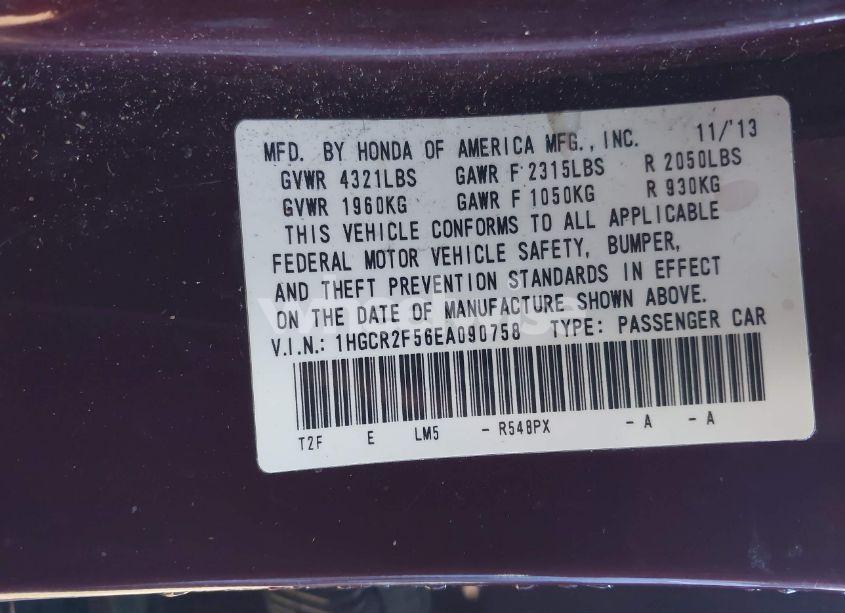 MFD. BY HONDA OF AMERICA MFG., INC. 11/'13
GVWR 4321LBS GAWR F 2315LBS R 2050LBS
GVWR 1960KG GAWR F 1050KG R 930KG
THIS VEHICLE CONFORMS TO ALL APPLICABLE
FEDERAL MOTOR VEHICLE SAFETY, BUMPER,
AND THEFT PREVENTION STANDARDS IN EFFECT
ON THE DATE OF MANUFACTURE SHOWN ABOVE.
V.I.N.: 1HGCR2F56EA090758 TYPE: PASSENGER CAR
T2F E LM5 - R548PX - A - A